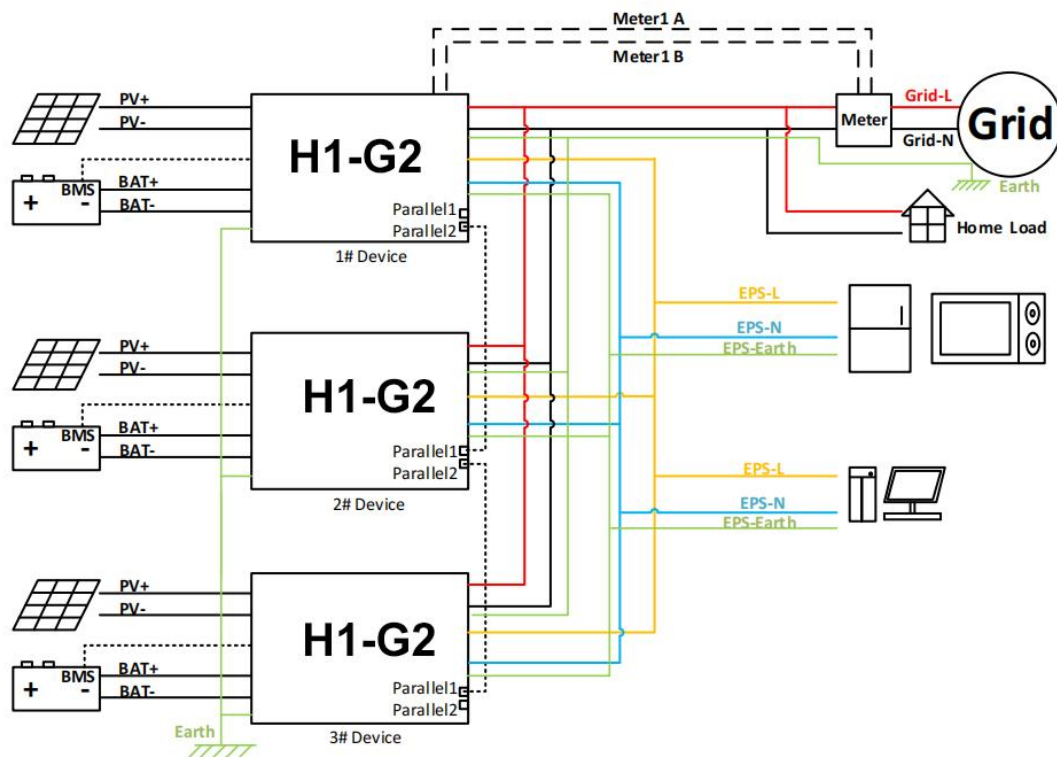 Meter1 A
Meter1 B
PV+
PV-
BMS
+
-
BAT+
BAT-
H1-G2
Parallel1
Parallel2
1# Device
Meter
Grid-L
Grid-N
Grid
Earth
Home Load
EPS-L
EPS-N
EPS-Earth
PV+
PV-
BMS
+
-
BAT+
BAT-
H1-G2
Parallel1
Parallel2
2# Device
EPS-L
EPS-N
EPS-Earth
PV+
PV-
BMS
+
-
BAT+
BAT-
H1-G2
Parallel1
Parallel2
3# Device
Earth